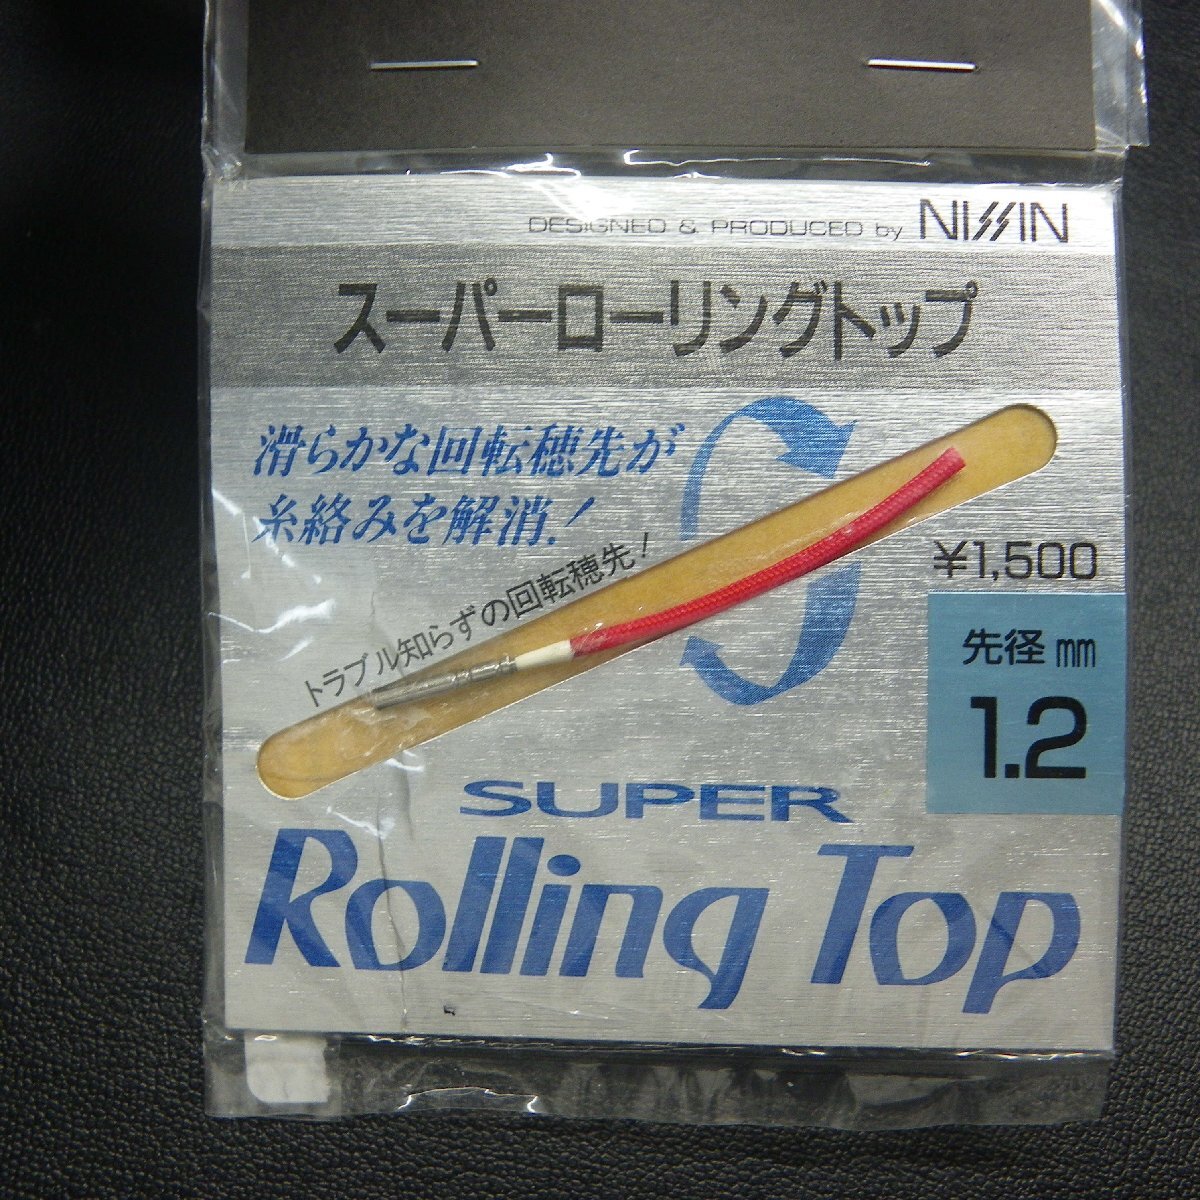 DESIGNED & PRODUCED by NISSIN
スーパーローリングトップ
滑らかな回転穂先が
糸絡みを解消!
トラブル知らずの回転穂先!
¥1,500
先径 mm
1.2
SUPER
Rolling Top